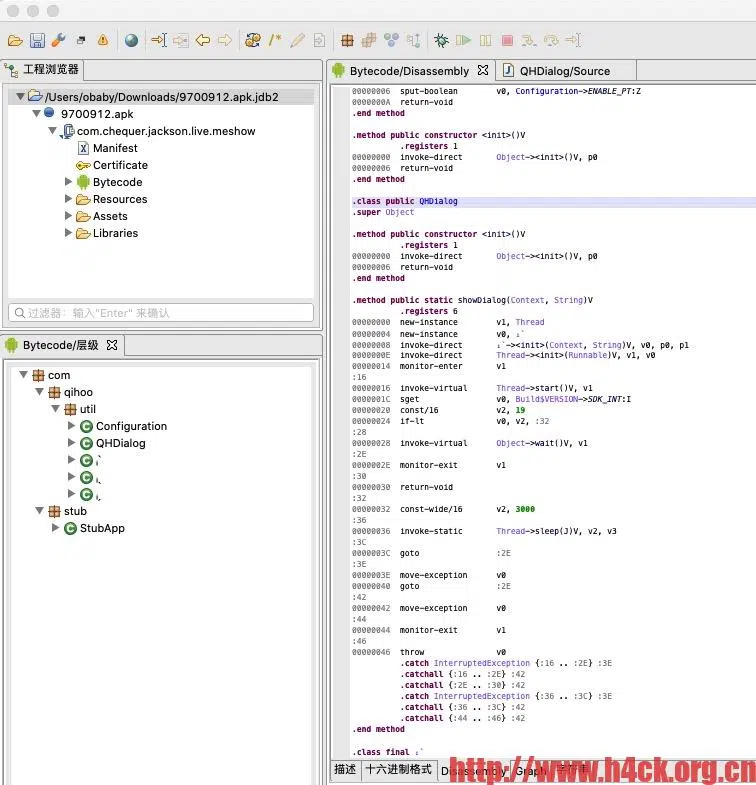 工程浏览器
/Users/obaby/Downloads/9700912.apk.jdb2
9700912.apk
com.chequer.jackson.live.meshow
Manifest
Certificate
Bytecode
Resources
Assets
Libraries
过滤器：输入"Enter" 来确认
Bytecode/层级
com
qihoo
util
Configuration
QHDialog
stub
StubApp
Bytecode/Disassembly QHDialog/Source
00000006 sput-boolean v0, Configuration->ENABLE_PT:Z
0000000A return-void
.end method
.method public constructor <init>()V
.registers 1
00000000 invoke-direct Object-><init>()V, p0
00000006 return-void
.end method
.class public QHDialog
.super Object
.method public constructor <init>()V
.registers 1
00000000 invoke-direct Object-><init>()V, p0
00000006 return-void
.end method
.method public static showDialog(Context, String)V
.registers 6
00000000 new-instance v1, Thread
00000004 new-instance v0,
00000008 invoke-direct -><init>(Context, String)V, v0, p0, p1
0000000E invoke-direct Thread-><init>(Runnable)V, v1, v0
00000014 monitor-enter v1
:16
00000016 invoke-virtual Thread->start()V, v1
0000001C sget v0, Build$VERSION->SDK_INT:I
00000020 const/16 v2, 19
00000024 if-lt v0, v2, :32
:28
00000028 invoke-virtual Object->wait()V, v1
:2E
0000002E monitor-exit v1
:30
00000030 return-void
:32
00000032 const-wide/16 v2, 3000
:36
00000036 invoke-static Thread->sleep(J)V, v2, v3
:3C
0000003C goto :2E
:3E
0000003E move-exception v0
00000040 goto :2E
:42
00000042 move-exception v0
:44
00000044 monitor-exit v1
:46
00000046 throw v0
.catch InterruptedException {:16 .. :2E} :3E
.catchall {:16 .. :2E} :42
.catchall {:2E .. :30} :42
.catch InterruptedException {:36 .. :3C} :3E
.catchall {:36 .. :3C} :42
.catchall {:44 .. :46} :42
.end method
.class final
描述 十六进制格式 Disassembly Graph 字符串
http://www.h4ck.org.cn